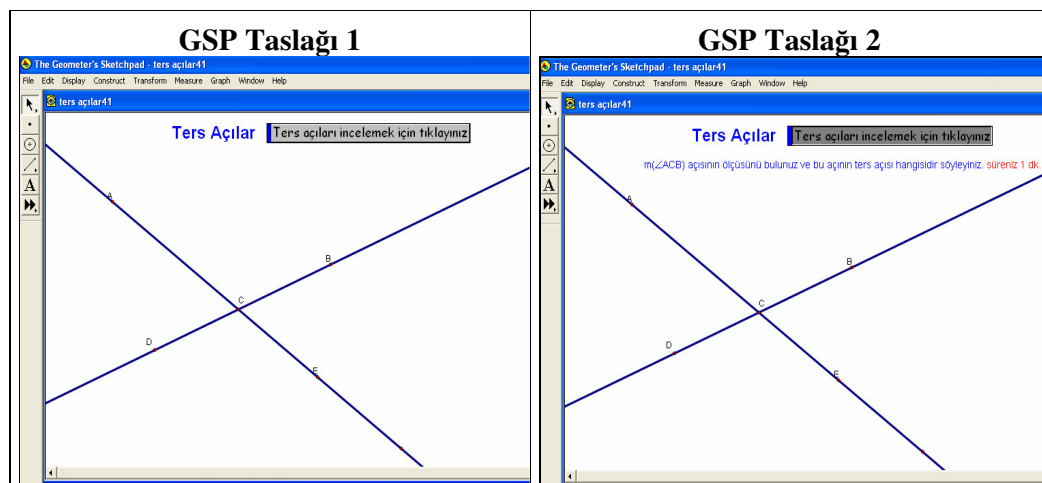 GSP Taslağı 1
The Geometer's Sketchpad - ters açılar41
File Edit Display Construct Transform Measure Graph Window Help
ters açılar41
Ters Açılar
Ters açıları incelemek için tıklayınız
A
B
C
D
E
A
GSP Taslağı 2
The Geometer's Sketchpad - ters açılar41
File Edit Display Construct Transform Measure Graph Window Help
ters açılar41
Ters Açılar
Ters açıları incelemek için tıklayınız
m(∠ACB) açısının ölçüsünü bulunuz ve bu açının ters açısı hangisidir söyleyiniz. süreniz 1 dk.
A
B
C
D
E
A